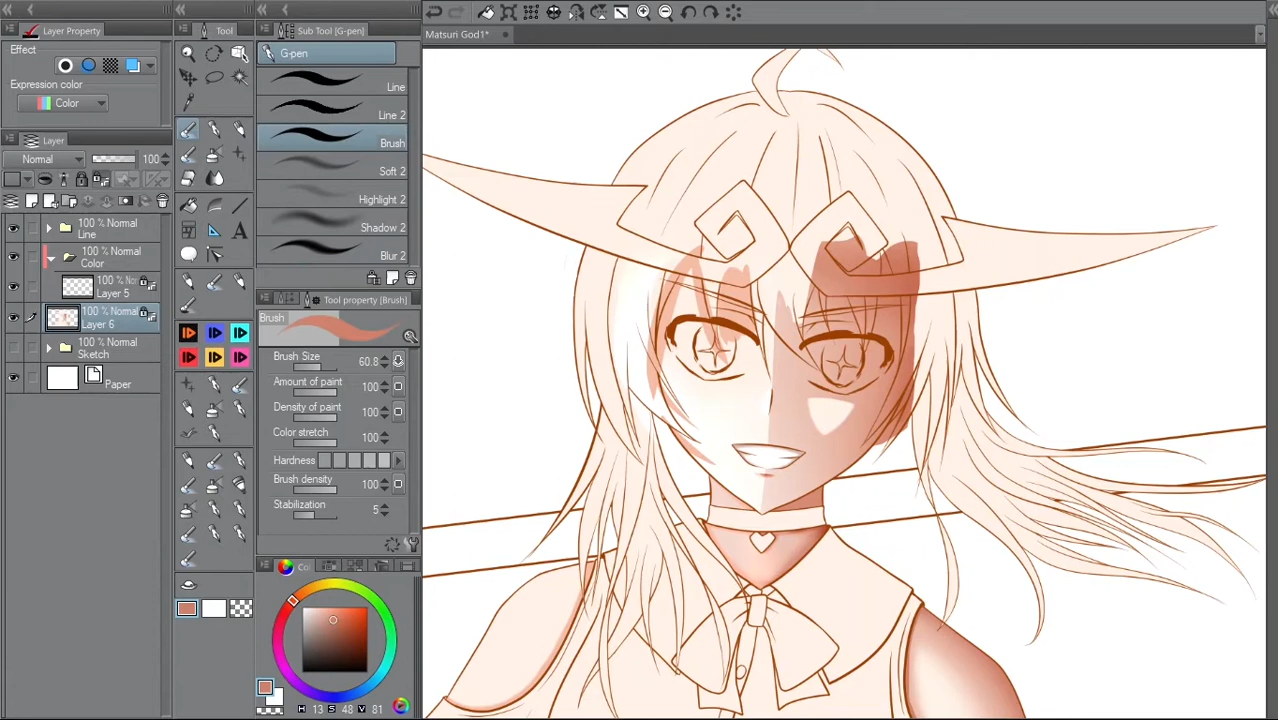 Layer Property
Tool
Sub Tool [G-pen]
Effect
Expression color
Color
Layer
Normal
100
100 % Normal
Line
100 % Normal
Color
100 %
Layer 5
100 % Normal
Layer 6
100 % Normal
Sketch
Paper
G-pen
Line
Line 2
Brush
Soft 2
Highlight 2
Shadow 2
Blur 2
Tool property [Brush]
Brush
Brush Size
60.8
Amount of paint
100
Density of paint
100
Color stretch
100
Hardness
Brush density
100
Stabilization
5
H 13 S 48 V 81
Matsuri God1*